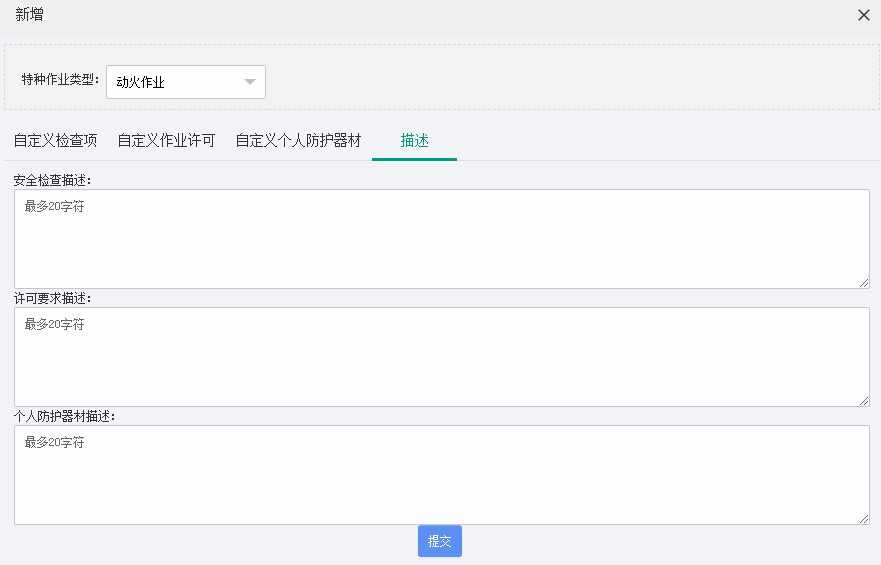 新增
特种作业类型： 动火作业
自定义检查项 自定义作业许可 自定义个人防护器材 描述
安全检查描述：
最多20字符
许可要求描述：
最多20字符
个人防护器材描述：
最多20字符
提交